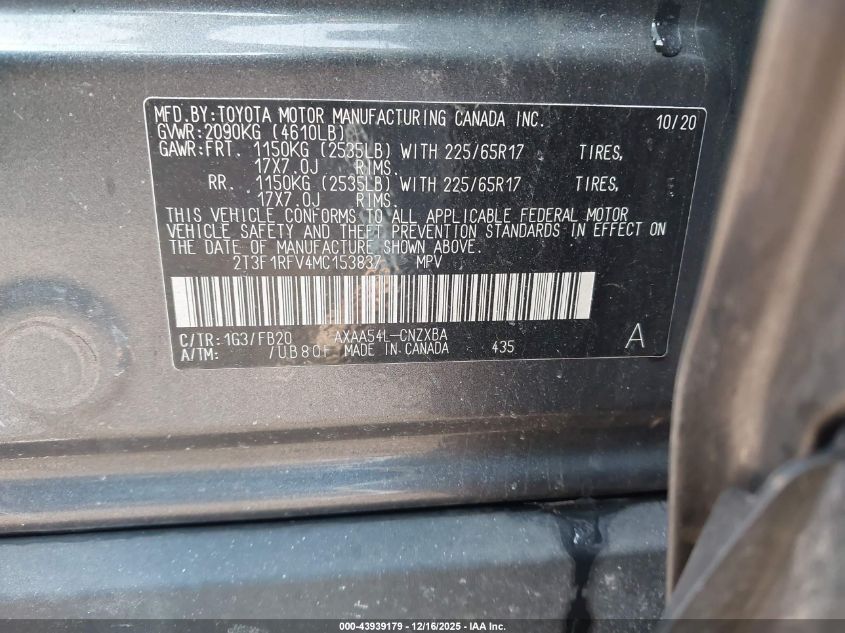 MFD.BY:TOYOTA MOTOR MANUFACTURING CANADA INC. 10/20
GVWR:2090KG (4610LB)
GAWR:FRT. 1150KG (2535LB) WITH 225/65R17 TIRES,
17X7.0J RIMS.
RR. 1150KG (2535LB) WITH 225/65R17 TIRES,
17X7.0J RIMS.
THIS VEHICLE CONFORMS TO ALL APPLICABLE FEDERAL MOTOR
VEHICLE SAFETY AND THEFT PREVENTION STANDARDS IN EFFECT ON
THE DATE OF MANUFACTURE SHOWN ABOVE.
2T3F1RFV4MC153837 MPV
C/TR:1G3/FB20 AXAA54L-CNZXBA A
A/TM: /UB80F MADE IN CANADA 435
000-43939179 - 12/16/2025 - IAA Inc.